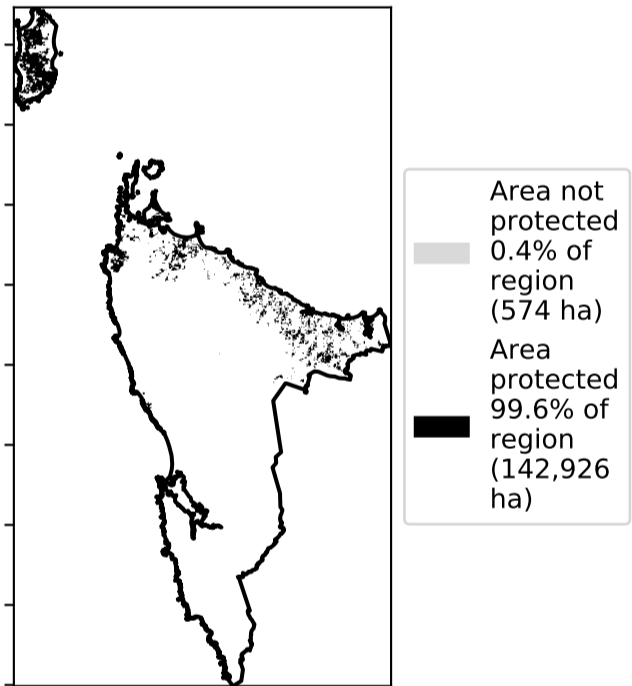 Area not
protected
0.4% of
region
(574 ha)
Area
protected
99.6% of
region
(142,926
ha)